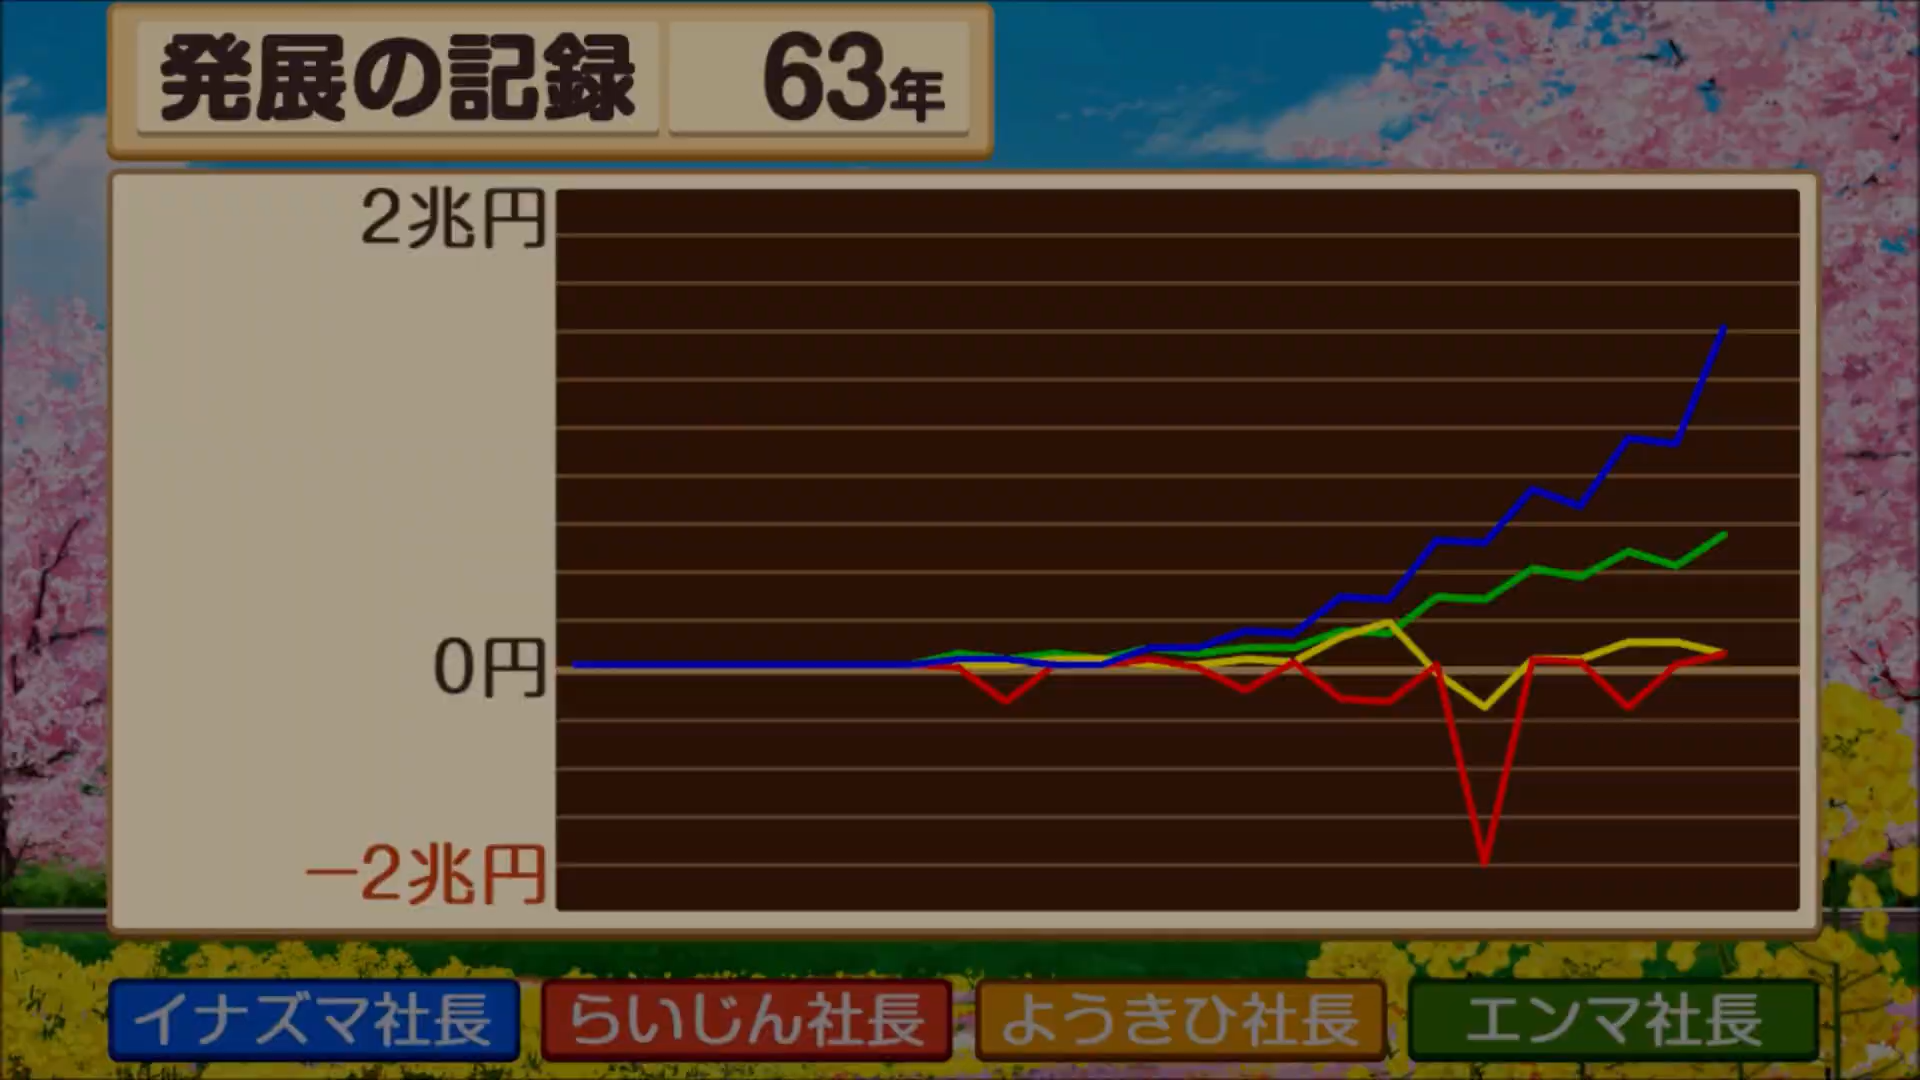 発展の記録 63年
2兆円
0円
−2兆円
イナズマ社長 らいじん社長 ようきひ社長 エンマ社長